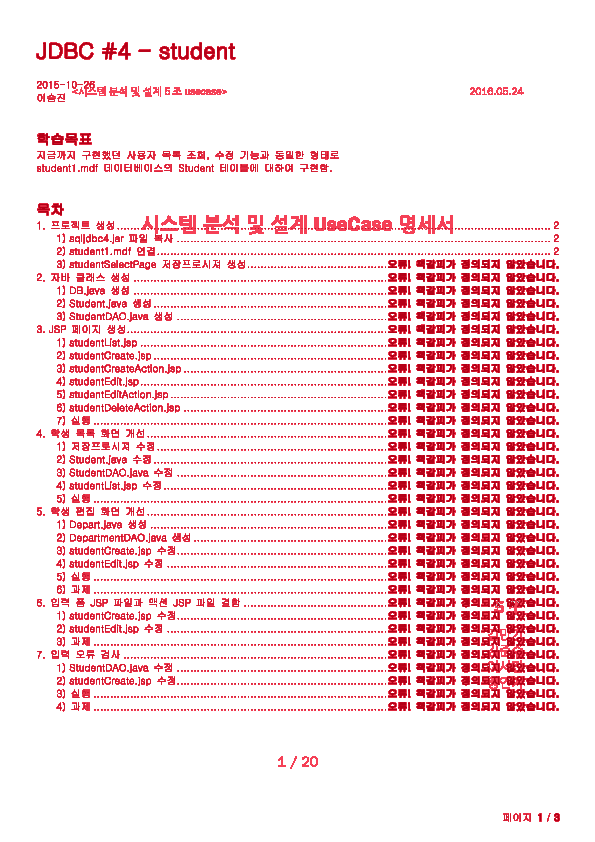 JDBC #4 - student
2015-10-26
<시스템 분석 및 설계 5조 usecase>
2016.05.24
이승진
학습목표
지금까지 구현했던 사용자 목록 조회, 수정 기능과 동일한 형태로
student1.mdf 데이터베이스의 Student 테이블에 대하여 구현함.
목차
시스템 분석 및 설계 UseCase 명세서
1. 프로젝트 생성 2
1) sqljdbc4.jar 파일 복사 2
2) student1.mdf 연결 2
3) studentSelectPage 저장프로시저 생성 오류! 책갈피가 정의되지 않았습니다.
2. 자바 클래스 생성 오류! 책갈피가 정의되지 않았습니다.
1) DB.java 생성 오류! 책갈피가 정의되지 않았습니다.
2) Student.java 생성 오류! 책갈피가 정의되지 않았습니다.
3) StudentDAO.java 생성 오류! 책갈피가 정의되지 않았습니다.
3. JSP 페이지 생성 오류! 책갈피가 정의되지 않았습니다.
1) studentList.jsp 오류! 책갈피가 정의되지 않았습니다.
2) studentCreate.jsp 오류! 책갈피가 정의되지 않았습니다.
3) studentCreateAction.jsp 오류! 책갈피가 정의되지 않았습니다.
4) studentEdit.jsp 오류! 책갈피가 정의되지 않았습니다.
5) studentEditAction.jsp 오류! 책갈피가 정의되지 않았습니다.
6) studentDeleteAction.jsp 오류! 책갈피가 정의되지 않았습니다.
7) 실행 오류! 책갈피가 정의되지 않았습니다.
4. 학생 목록 화면 개선 오류! 책갈피가 정의되지 않았습니다.
1) 저장프로시저 수정 오류! 책갈피가 정의되지 않았습니다.
2) Student.java 수정 오류! 책갈피가 정의되지 않았습니다.
3) StudentDAO.java 수정 오류! 책갈피가 정의되지 않았습니다.
4) studentList.jsp 수정 오류! 책갈피가 정의되지 않았습니다.
5) 실행 오류! 책갈피가 정의되지 않았습니다.
5. 학생 편집 화면 개선 오류! 책갈피가 정의되지 않았습니다.
1) Depart.java 생성 오류! 책갈피가 정의되지 않았습니다.
2) DepartmentDAO.java 생성 오류! 책갈피가 정의되지 않았습니다.
3) studentCreate.jsp 수정 오류! 책갈피가 정의되지 않았습니다.
4) studentEdit.jsp 수정 오류! 책갈피가 정의되지 않았습니다.
5) 실행 오류! 책갈피가 정의되지 않았습니다.
6) 과제 오류! 책갈피가 정의되지 않았습니다.
6. 입력 폼 JSP 파일과 액션 JSP 파일 결합 오류! 책갈피가 정의되지 않았습니다.
1) studentCreate.jsp 수정 오류! 책갈피가 정의되지 않았습니다.
2) studentEdit.jsp 수정 오류! 책갈피가 정의되지 않았습니다.
3) 과제 오류! 책갈피가 정의되지 않았습니다.
7. 입력 오류 검사 오류! 책갈피가 정의되지 않았습니다.
1) StudentDAO.java 수정 오류! 책갈피가 정의되지 않았습니다.
2) studentCreate.jsp 수정 오류! 책갈피가 정의되지 않았습니다.
3) 실행 오류! 책갈피가 정의되지 않았습니다.
4) 과제 오류! 책갈피가 정의되지 않았습니다.
1 / 20
페이지 1 / 3